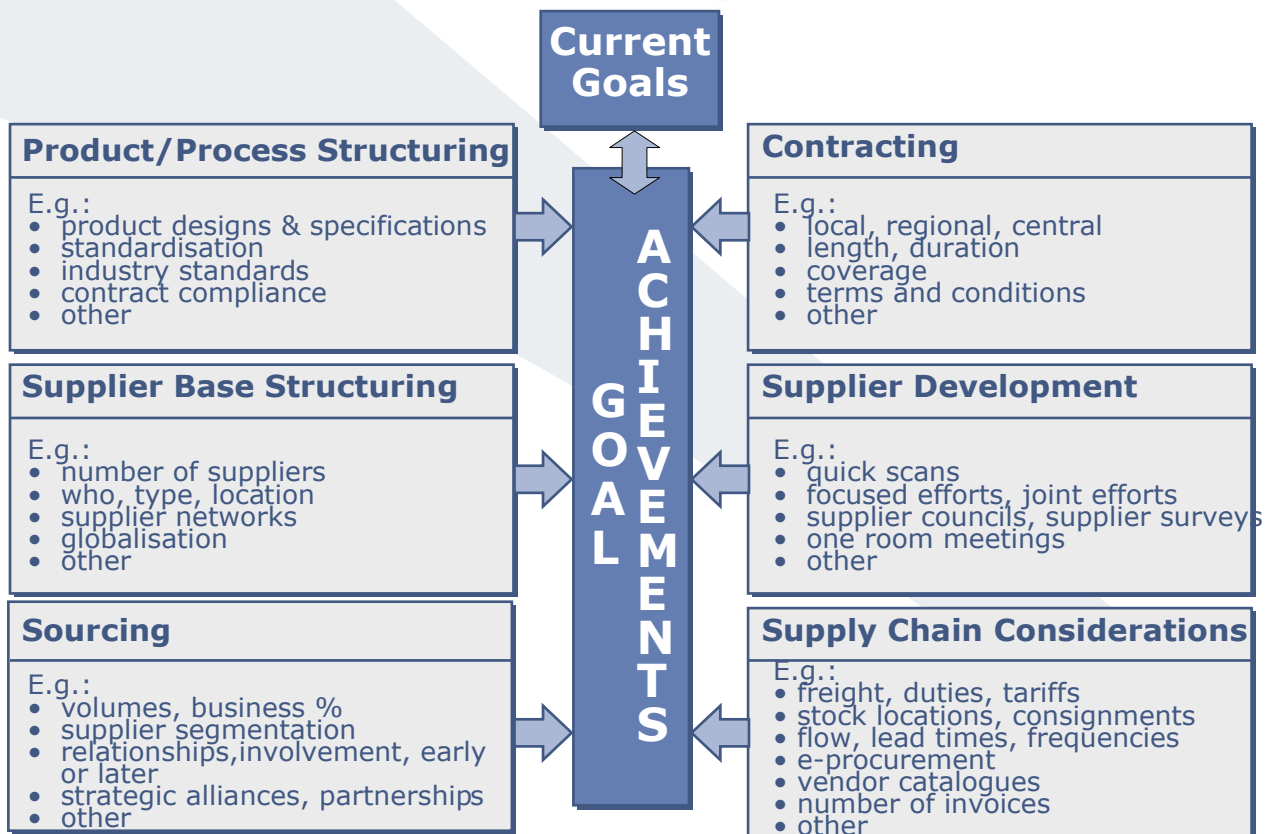 Current
Goals
Product/Process Structuring
E.g.:
• product designs & specifications
• standardisation
• industry standards
• contract compliance
• other
Supplier Base Structuring
E.g.:
• number of suppliers
• who, type, location
• supplier networks
• globalisation
• other
Sourcing
E.g.:
• volumes, business %
• supplier segmentation
• relationships,involvement, early
or later
• strategic alliances, partnerships
• other
GOAL
ACHIEVEMENTS
Contracting
E.g.:
• local, regional, central
• length, duration
• coverage
• terms and conditions
• other
Supplier Development
E.g.:
• quick scans
• focused efforts, joint efforts
• supplier councils, supplier surveys
• one room meetings
• other
Supply Chain Considerations
E.g.:
• freight, duties, tariffs
• stock locations, consignments
• flow, lead times, frequencies
• e-procurement
• vendor catalogues
• number of invoices
• other